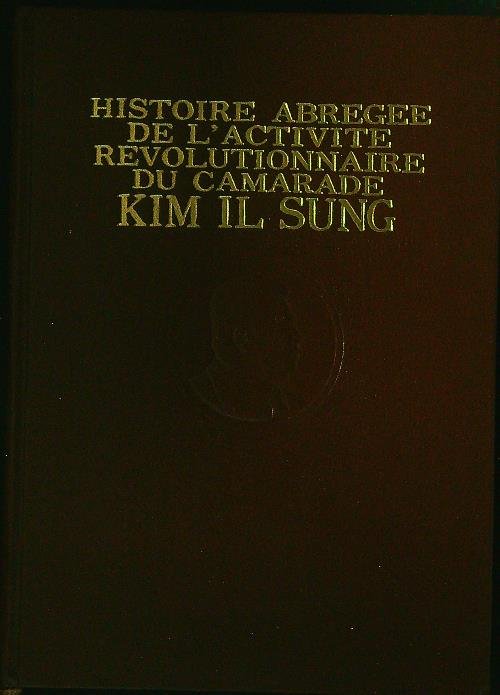 HISTOIRE ABREGEE
DE L'ACTIVITE
REVOLUTIONNAIRE
DU CAMARADE
KIM IL SUNG